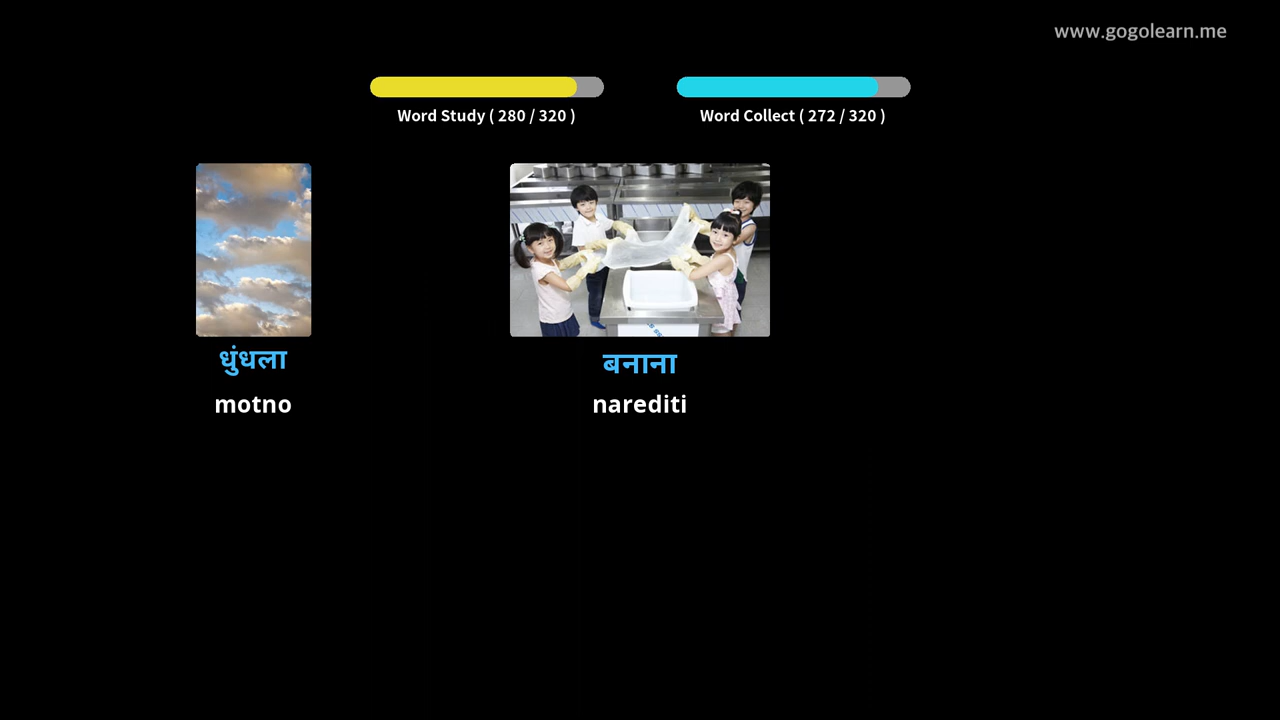 www.gogolearn.me
Word Study ( 280 / 320 )
Word Collect ( 272 / 320 )
धुंधला
बनाना
motno
narediti